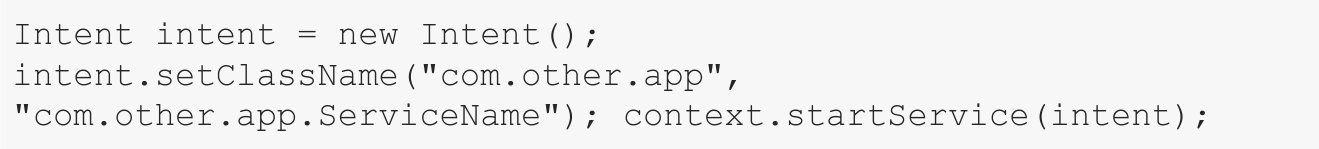 Intent intent = new Intent();
intent.setClassName("com.other.app",
"com.other.app.ServiceName"); context.startService(intent);